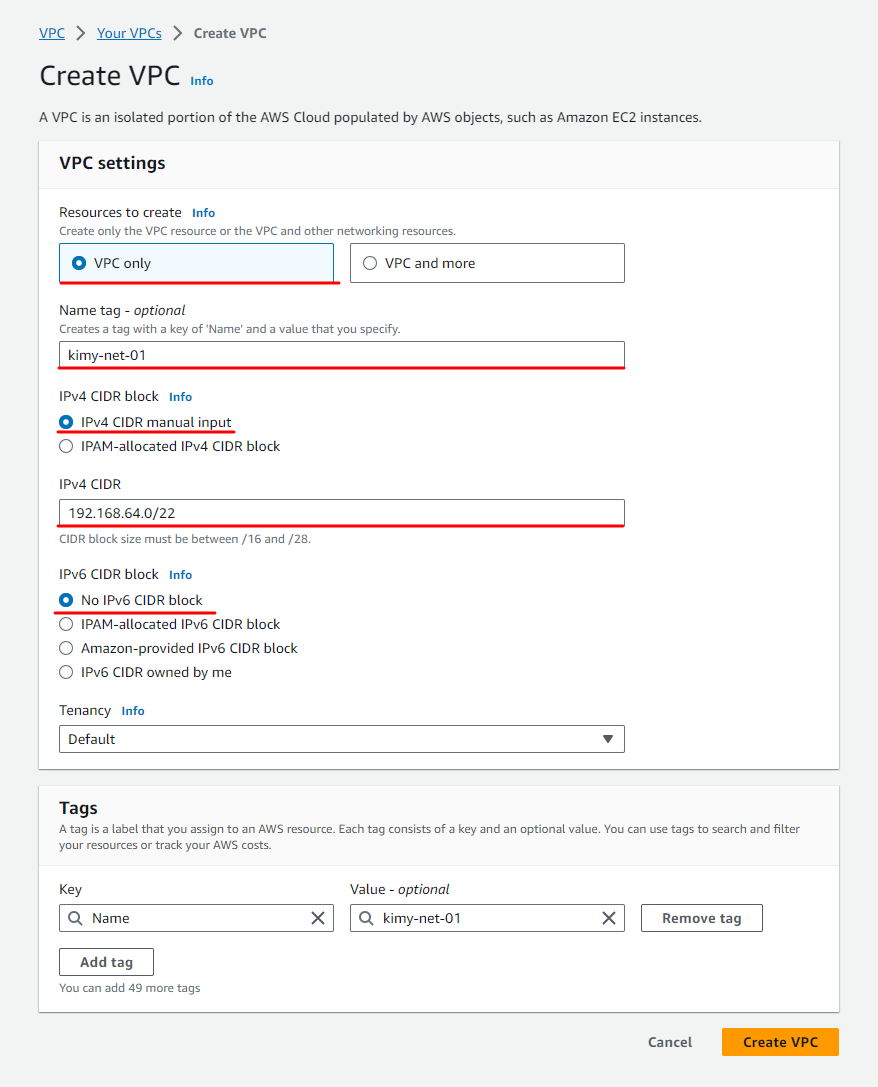 VPC > Your VPCs > Create VPC
Create VPC Info
A VPC is an isolated portion of the AWS Cloud populated by AWS objects, such as Amazon EC2 instances.
VPC settings
Resources to create Info
Create only the VPC resource or the VPC and other networking resources.
VPC only
VPC and more
Name tag - optional
Creates a tag with a key of 'Name' and a value that you specify.
kimy-net-01
IPv4 CIDR block Info
IPv4 CIDR manual input
IPAM-allocated IPv4 CIDR block
IPv4 CIDR
192.168.64.0/22
CIDR block size must be between /16 and /28.
IPv6 CIDR block Info
No IPv6 CIDR block
IPAM-allocated IPv6 CIDR block
Amazon-provided IPv6 CIDR block
IPv6 CIDR owned by me
Tenancy Info
Default
Tags
A tag is a label that you assign to an AWS resource. Each tag consists of a key and an optional value. You can use tags to search and filter
your resources or track your AWS costs.
Key
Value - optional
Name
kimy-net-01
Remove tag
Add tag
You can add 49 more tags
Cancel
Create VPC